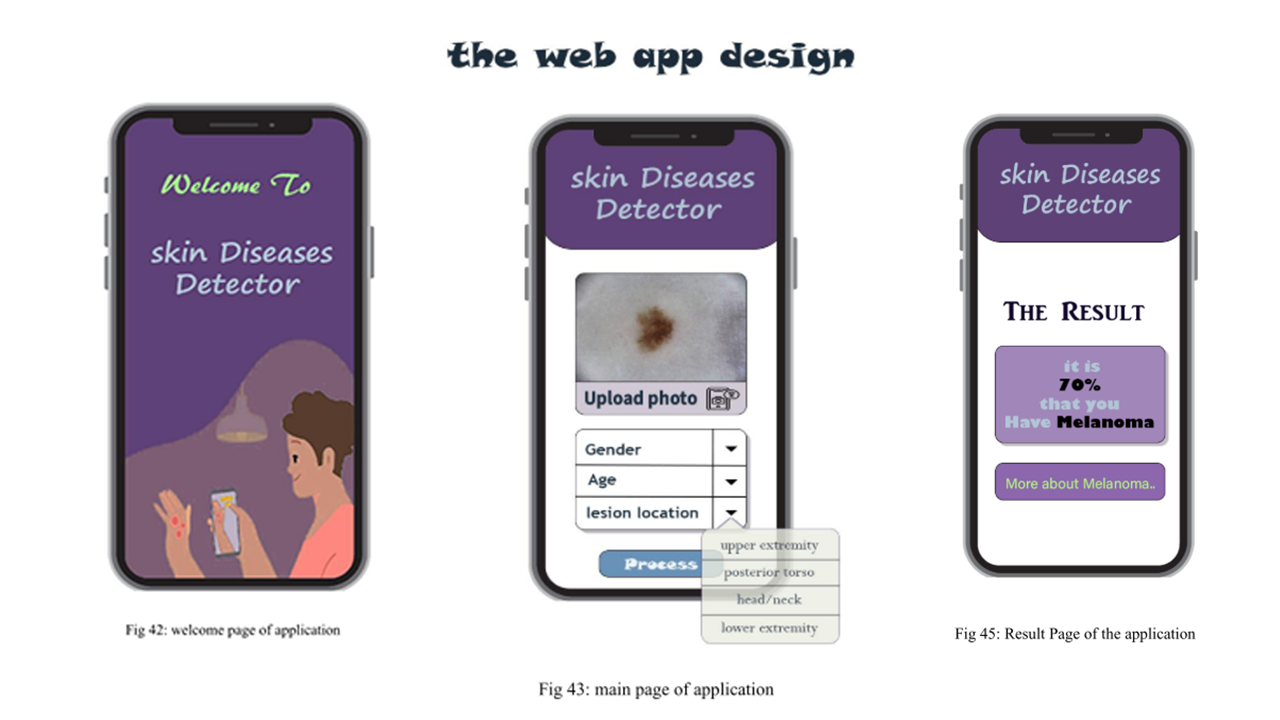 the web app design
Welcome To
skin Diseases
Detector
Fig 42: welcome page of application
skin Diseases
Detector
Upload photo
Gender
Age
lesion location
upper extremity
posterior torso
head/neck
lower extremity
Process
Fig 43: main page of application
skin Diseases
Detector
The Result
it is
70%
that you
Have Melanoma
More about Melanoma..
Fig 45: Result Page of the application